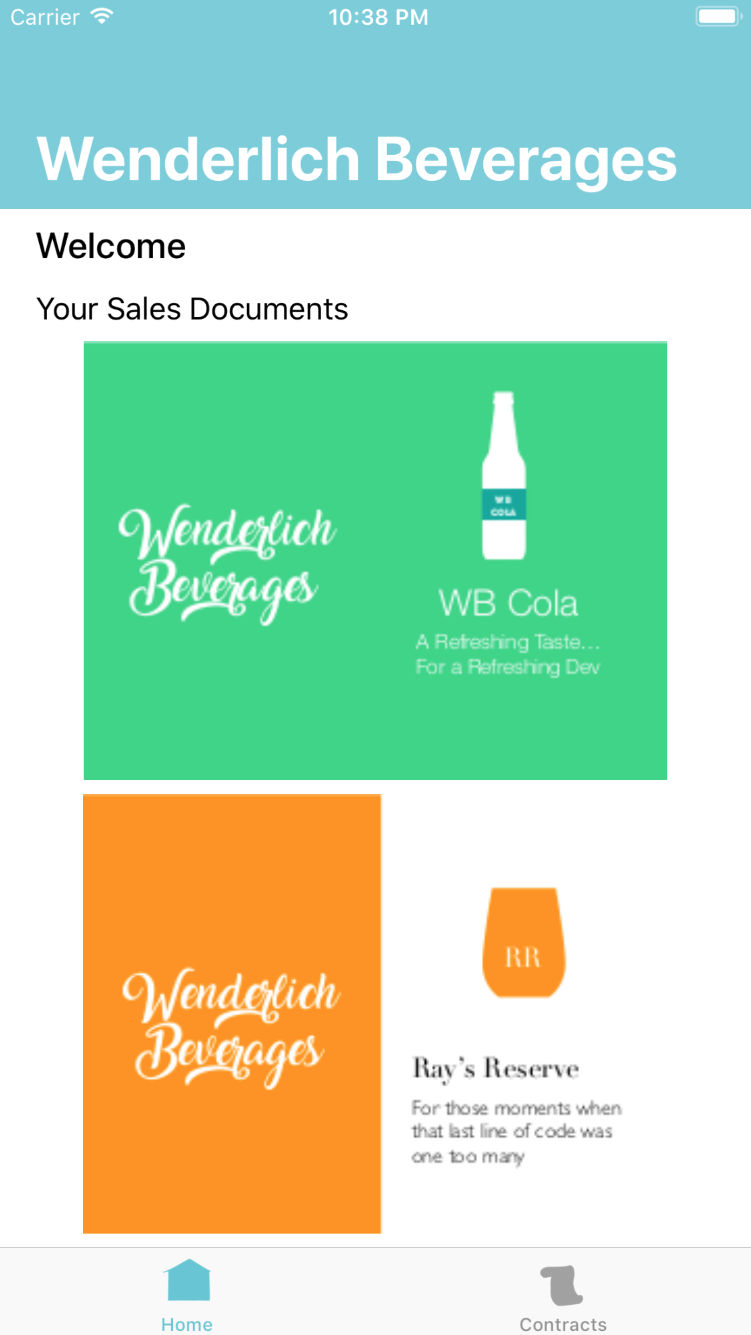 Carrier
10:38 PM
Wenderlich Beverages
Welcome
Your Sales Documents
WB
COLA
Wenderlich
Beverages
WB Cola
A Refreshing Taste...
For a Refreshing Dev
RR
Wenderlich
Beverages
Ray's Reserve
For those moments when
that last line of code was
one too many
Home
Contracts